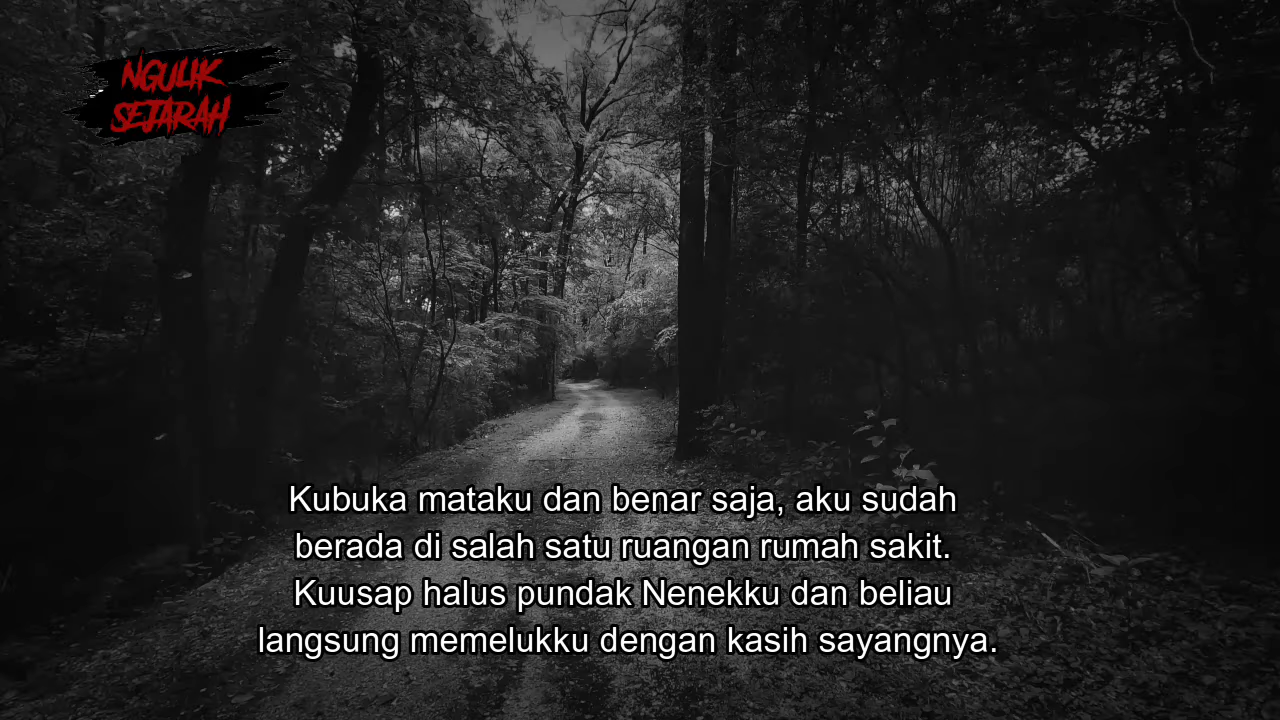 NGULIK
SEJARAH
Kubuka mataku dan benar saja, aku sudah
berada di salah satu ruangan rumah sakit.
Kuusap halus pundak Nenekku dan beliau
langsung memelukku dengan kasih sayangnya.